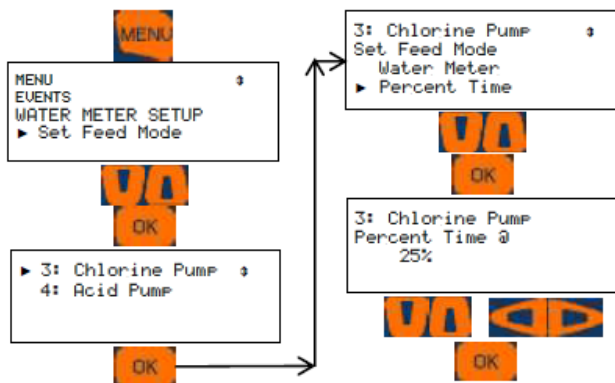 MENU
MENU
EVENTS
WATER METER SETUP
► Set Feed Mode
OK
► 3: Chlorine Pump
4: Acid Pump
OK
3: Chlorine Pump
Set Feed Mode
Water Meter
► Percent Time
OK
3: Chlorine Pump
Percent Time @
25%
OK